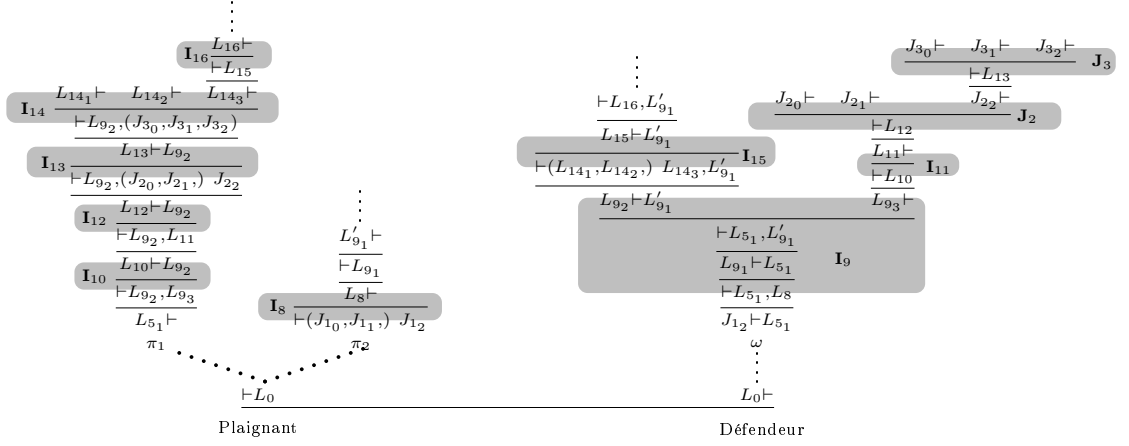 I₁₆ L₁₆⊢
⊢L₁₅
I₁₄ L₁₄₁⊢ L₁₄₂⊢ L₁₄₃⊢
⊢L₉₂,(J₃₀,J₃₁,J₃₂)
I₁₃ L₁₃⊢L₉₂
⊢L₉₂,(J₂₀,J₂₁,) J₂₂
I₁₂ L₁₂⊢L₉₂
⊢L₉₂,L₁₁
I₁₀ L₁₀⊢L₉₂
⊢L₉₂,L₉₃
L₅₁⊢
π₁
L′₉₁⊢
⊢L₉₁
I₈ L₈⊢
⊢(J₁₀,J₁₁,) J₁₂
π₂
⊢L₀
Plaignant
⊢L₁₆,L′₉₁
L₁₅⊢L′₉₁
I₁₅
⊢(L₁₄₁,L₁₄₂,) L₁₄₃,L′₉₁
L₉₂⊢L′₉₁
J₃₀⊢ J₃₁⊢ J₃₂⊢ J₃
⊢L₁₃
J₂₀⊢ J₂₁⊢ J₂₂⊢ J₂
⊢L₁₂
L₁₁⊢ I₁₁
⊢L₁₀
L₉₃⊢
⊢L₅₁,L′₉₁
L₉₁⊢L₅₁ I₉
⊢L₅₁,L₈
J₁₂⊢L₅₁
ω
L₀⊢
Défendeur